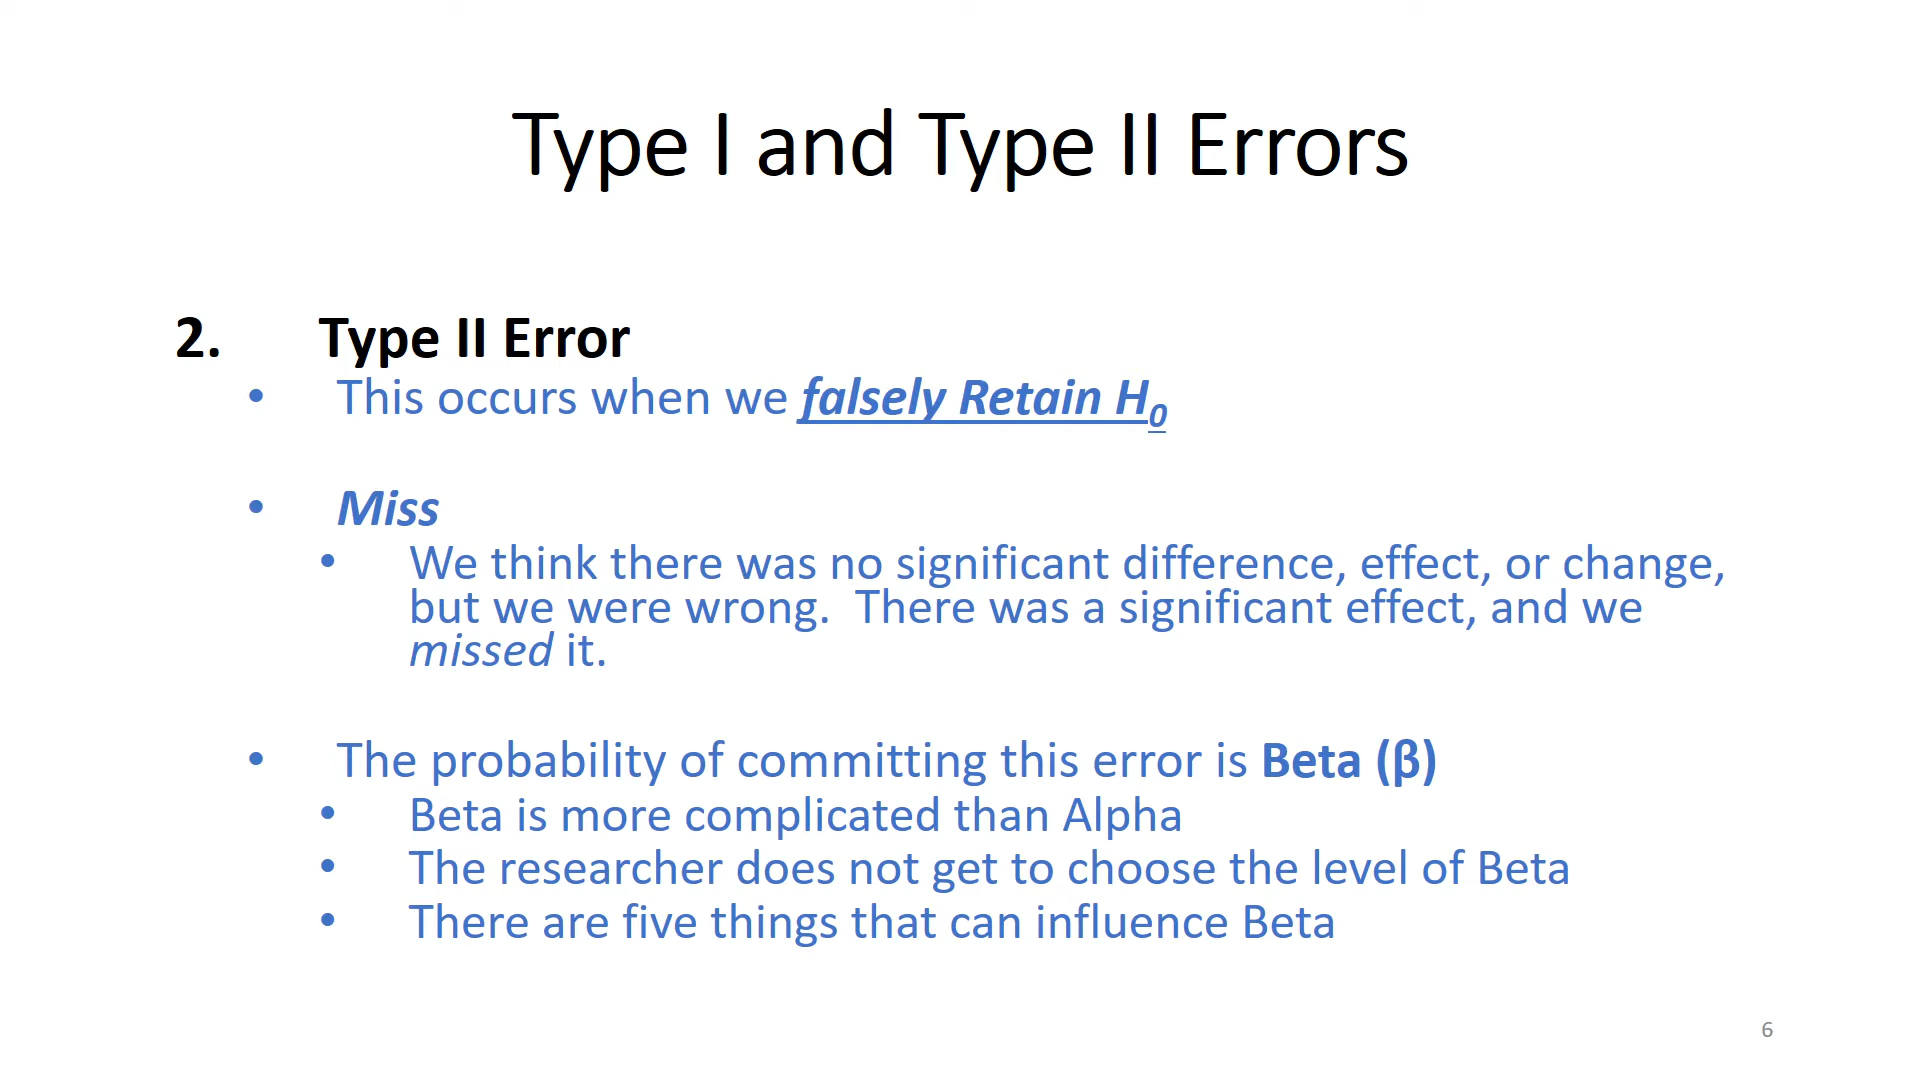 Type I and Type II Errors
2. Type II Error
• This occurs when we falsely Retain H0
• Miss
• We think there was no significant difference, effect, or change,
but we were wrong.  There was a significant effect, and we
missed it.
• The probability of committing this error is Beta (β)
• Beta is more complicated than Alpha
• The researcher does not get to choose the level of Beta
• There are five things that can influence Beta
6